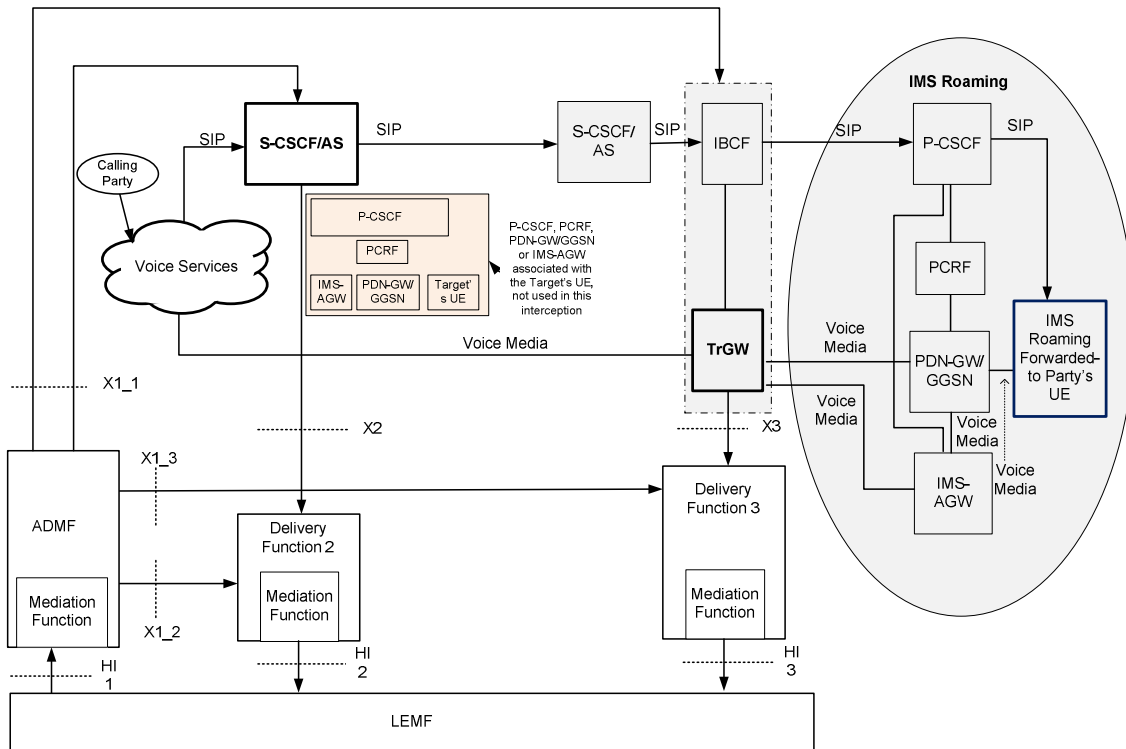 IMS Roaming
SIP
S-CSCF/AS
SIP
S-CSCF/
AS
SIP
IBCF
SIP
P-CSCF
SIP
Calling
Party
Voice Services
P-CSCF
PCRF
IMS-
AGW
PDN-GW/
GGSN
Target'
s UE
P-CSCF, PCRF,
PDN-GW/GGSN
or IMS-AGW
associated with
the Target's UE,
not used in this
interception
PCRF
Voice Media
TrGW
Voice
Media
PDN-GW/
GGSN
IMS
Roaming
Forwarded-
to Party's
UE
X1_1
Voice
Media
Voice
Media
Voice
Media
X2
X3
IMS-
AGW
X1_3
ADMF
Delivery
Function 2
Delivery
Function 3
Mediation
Function
Mediation
Function
Mediation
Function
X1_2
HI
1
HI
2
HI
3
LEMF